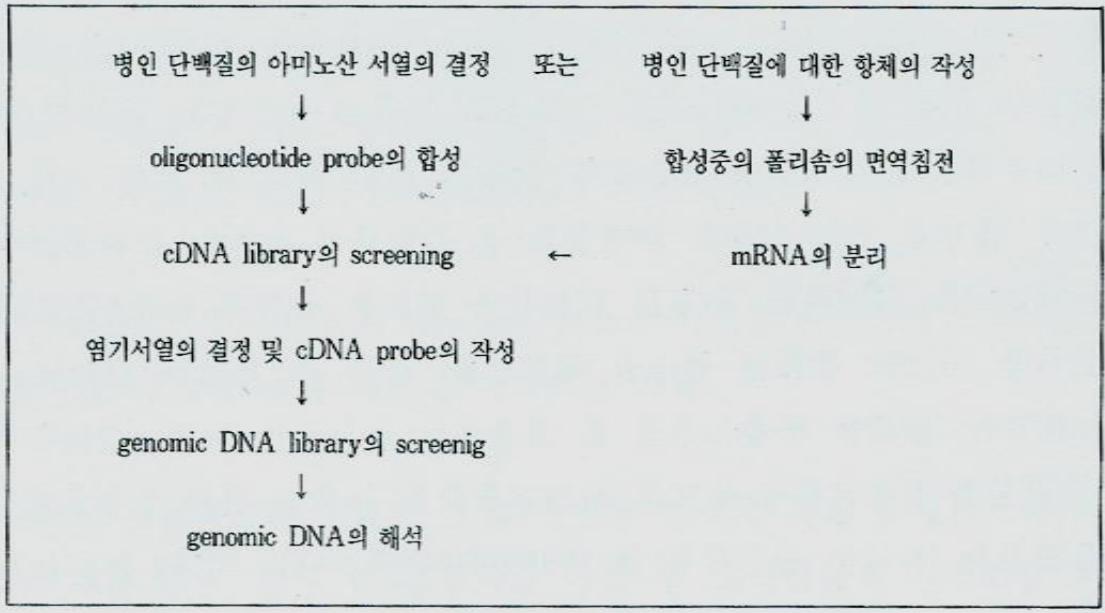 병인 단백질의 아미노산 서열의 결정 또는 병인 단백질에 대한 항체의 작성
↓ ↓
oligonucleotide probe의 합성 합성중의 폴리솜의 면역침전
↓ ↓
cDNA library의 screening ← mRNA의 분리
↓
염기서열의 결정 및 cDNA probe의 작성
↓
genomic DNA library의 screenig
↓
genomic DNA의 해석